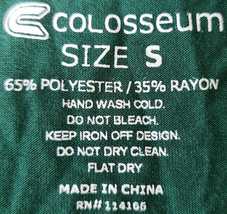 COLOSSEUM
SIZE S
65% POLYESTER / 35% RAYON
HAND WASH COLD.
DO NOT BLEACH.
KEEP IRON OFF DESIGN.
DO NOT DRY CLEAN.
FLAT DRY
MADE IN CHINA
RN# 114166